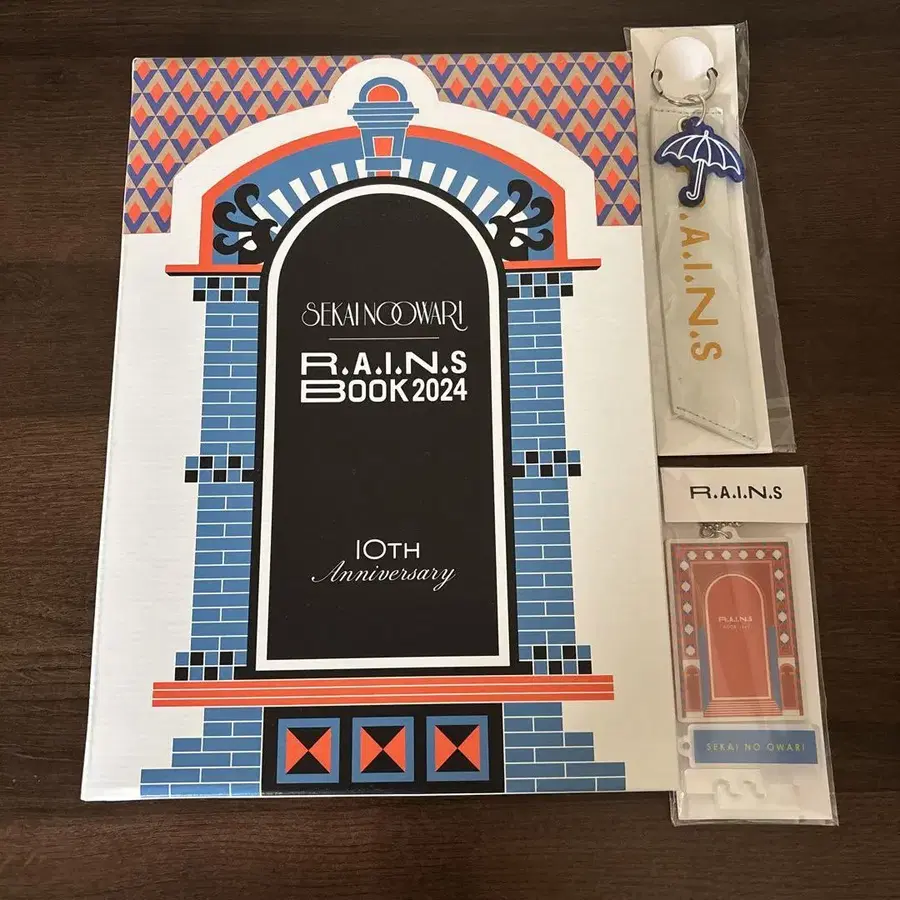 SEKAI NO OWARI
R.A.I.N.S
BOOK 2024
10TH
Anniversary
.A.I.N.S
R.A.I.N.S
R.A.I.N.S
SEKAI NO OWARI